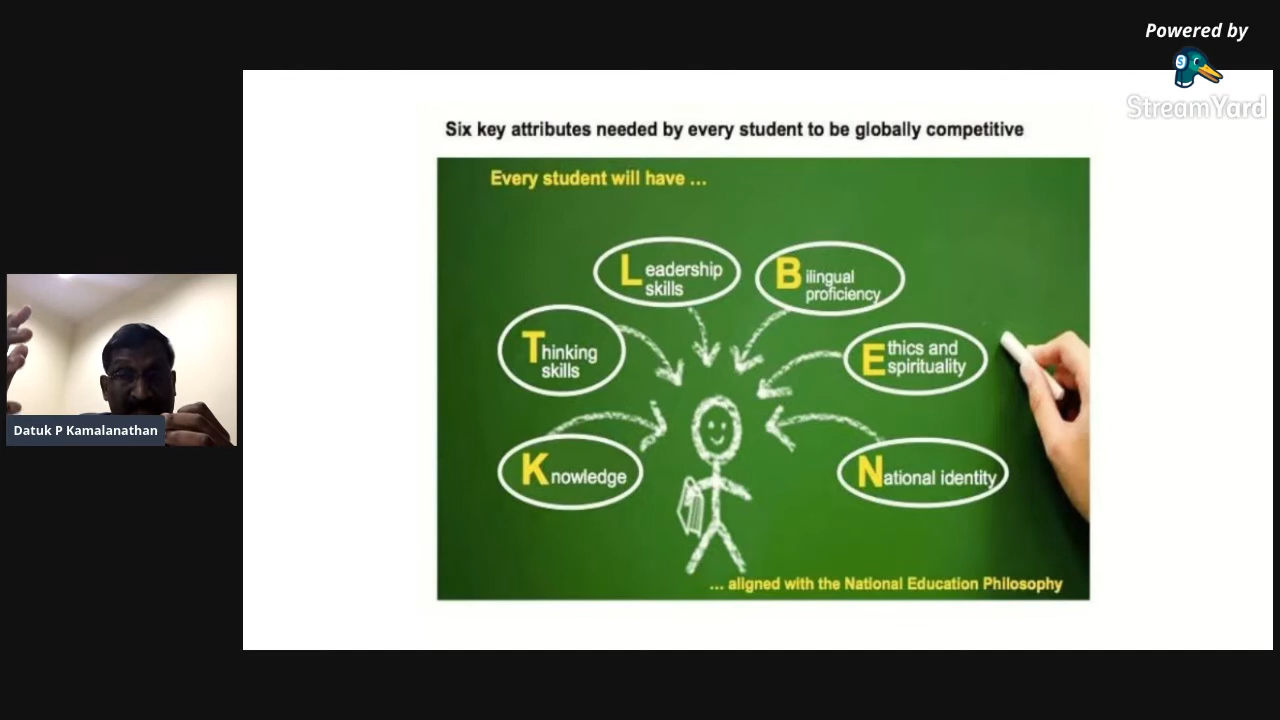 Powered by
StreamYard
Six key attributes needed by every student to be globally competitive
Every student will have ...
Leadership
skills
Bilingual
proficiency
Thinking
skills
Ethics and
spirituality
Knowledge
National identity
... aligned with the National Education Philosophy
Datuk P Kamalanathan